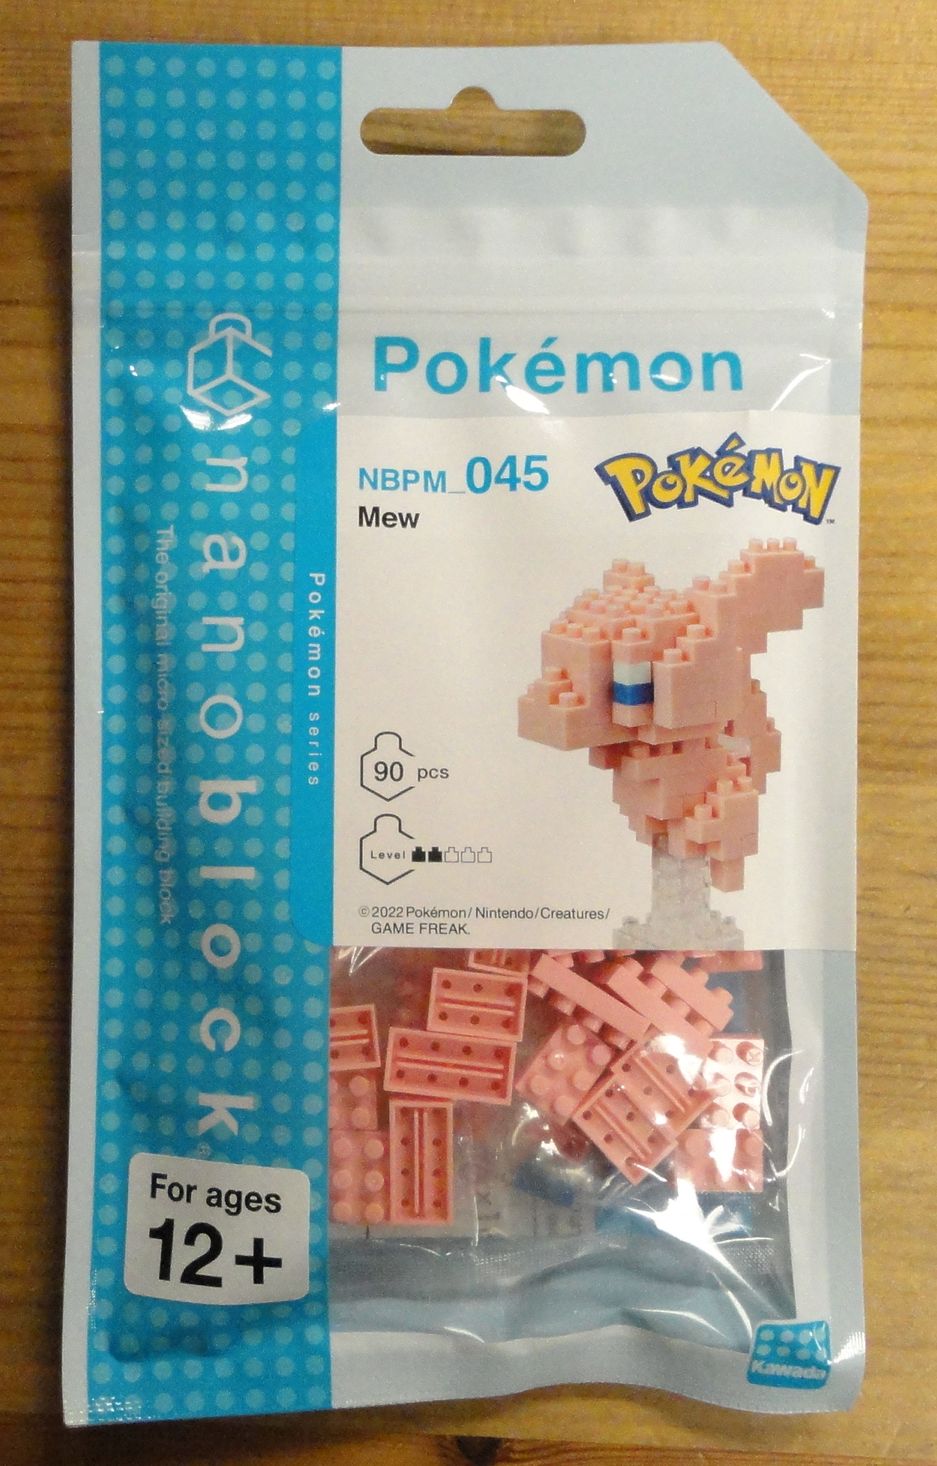 Pokémon
NBPM_045
Mew
POKÉMON
TM
90 pcs
Level
©2022 Pokémon/Nintendo/Creatures/
GAME FREAK.
Pokémon series
nanoblock®
The original micro-sized building block
For ages
12+
Kawada